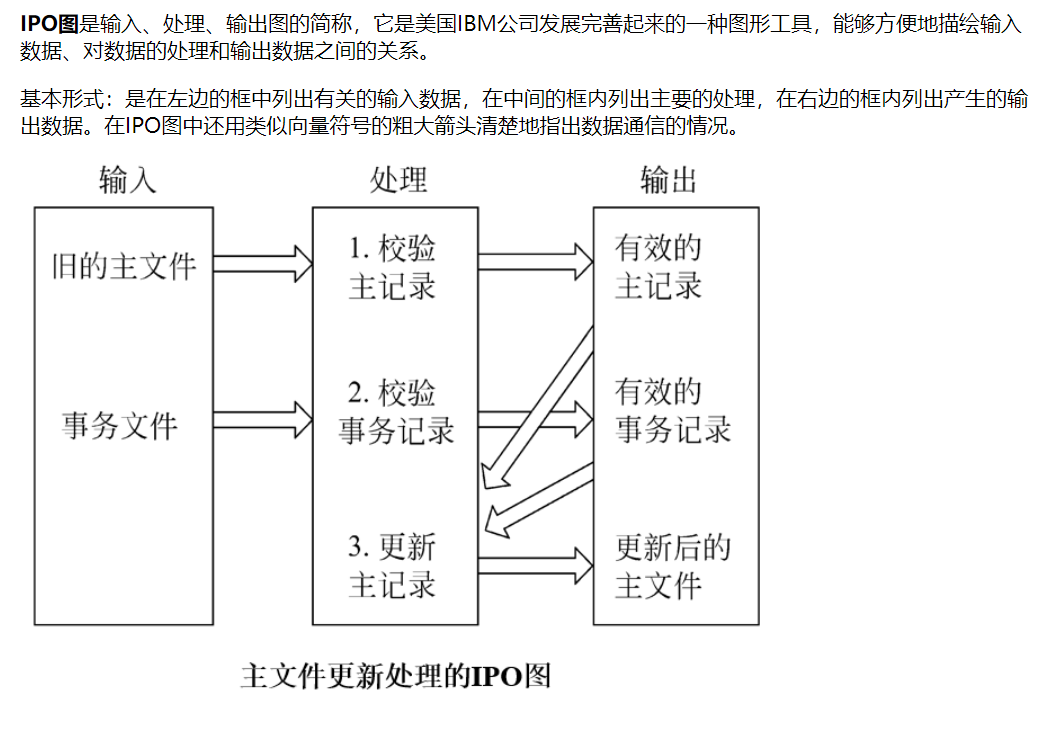 IPO图是输入、处理、输出图的简称，它是美国IBM公司发展完善起来的一种图形工具，能够方便地描绘输入
数据、对数据的处理和输出数据之间的关系。
基本形式：是在左边的框中列出有关的输入数据，在中间的框内列出主要的处理，在右边的框内列出产生的输
出数据。在IPO图中还用类似向量符号的粗大箭头清楚地指出数据通信的情况。
输入
处理
输出
旧的主文件
1. 校验
主记录
有效的
主记录
事务文件
2. 校验
事务记录
有效的
事务记录
3. 更新
主记录
更新后的
主文件
主文件更新处理的IPO图